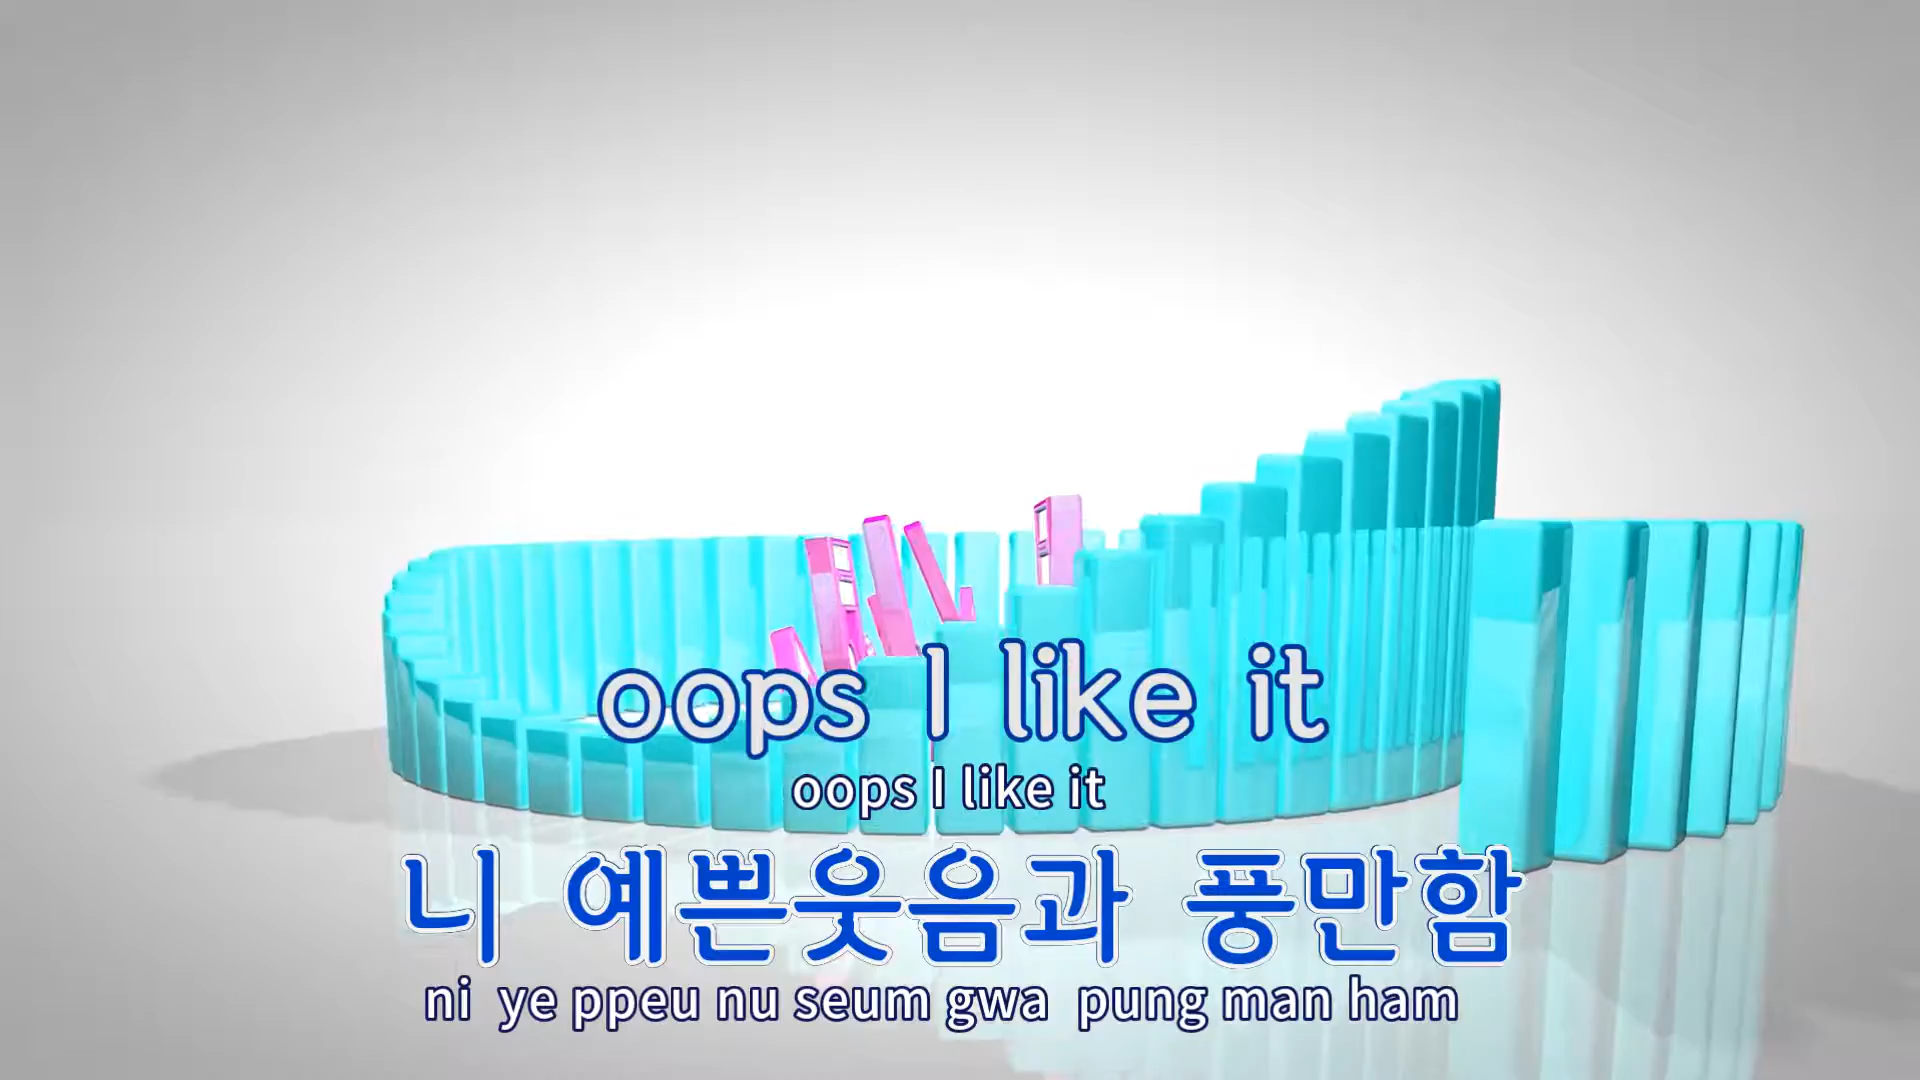 oops I like it
oops I like it
니 예쁜웃음과 풍만함
ni ye ppeu nu seum gwa pung man ham